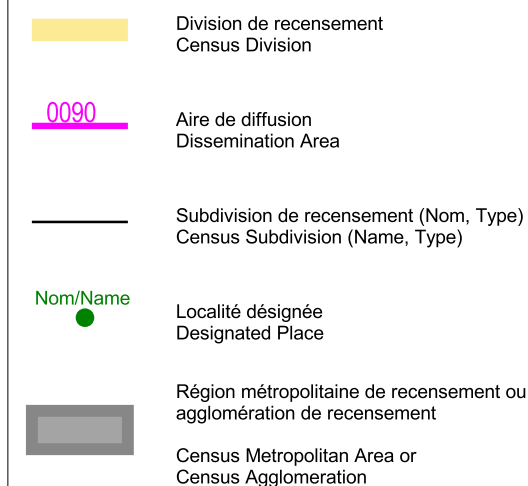 Division de recensement
Census Division
0090
Aire de diffusion
Dissemination Area
Subdivision de recensement (Nom, Type)
Census Subdivision (Name, Type)
Nom/Name
Localité désignée
Designated Place
Région métropolitaine de recensement ou
agglomération de recensement
Census Metropolitan Area or
Census Agglomeration